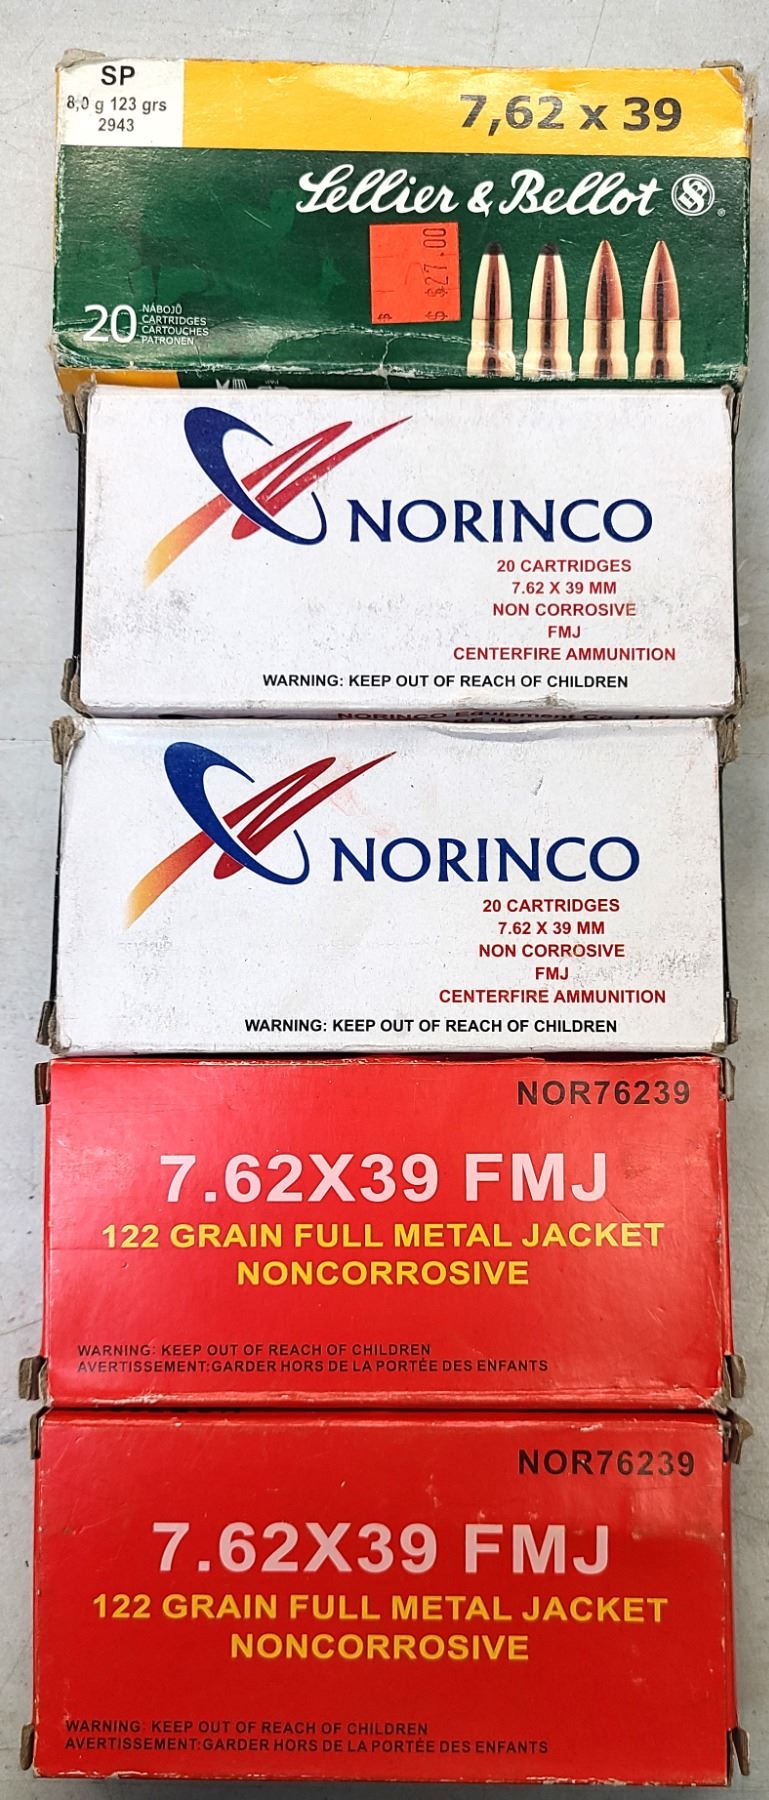 SP
8,0 g 123 grs
2943
7,62 x 39
Sellier & Bellot
$ $27.00
20
NÁBOJŮ
CARTRIDGES
CARTOUCHES
PATRONEN
NORINCO
20 CARTRIDGES
7.62 X 39 MM
NON CORROSIVE
FMJ
CENTERFIRE AMMUNITION
WARNING: KEEP OUT OF REACH OF CHILDREN
NORINCO Equipment Co.,
NORINCO
20 CARTRIDGES
7.62 X 39 MM
NON CORROSIVE
FMJ
CENTERFIRE AMMUNITION
WARNING: KEEP OUT OF REACH OF CHILDREN
NOR76239
7.62X39 FMJ
122 GRAIN FULL METAL JACKET
NONCORROSIVE
WARNING: KEEP OUT OF REACH OF CHILDREN
AVERTISSEMENT:GARDER HORS DE LA PORTÉE DES ENFANTS
NOR76239
7.62X39 FMJ
122 GRAIN FULL METAL JACKET
NONCORROSIVE
WARNING: KEEP OUT OF REACH OF CHILDREN
AVERTISSEMENT:GARDER HORS DE LA PORTÉE DES ENFANTS